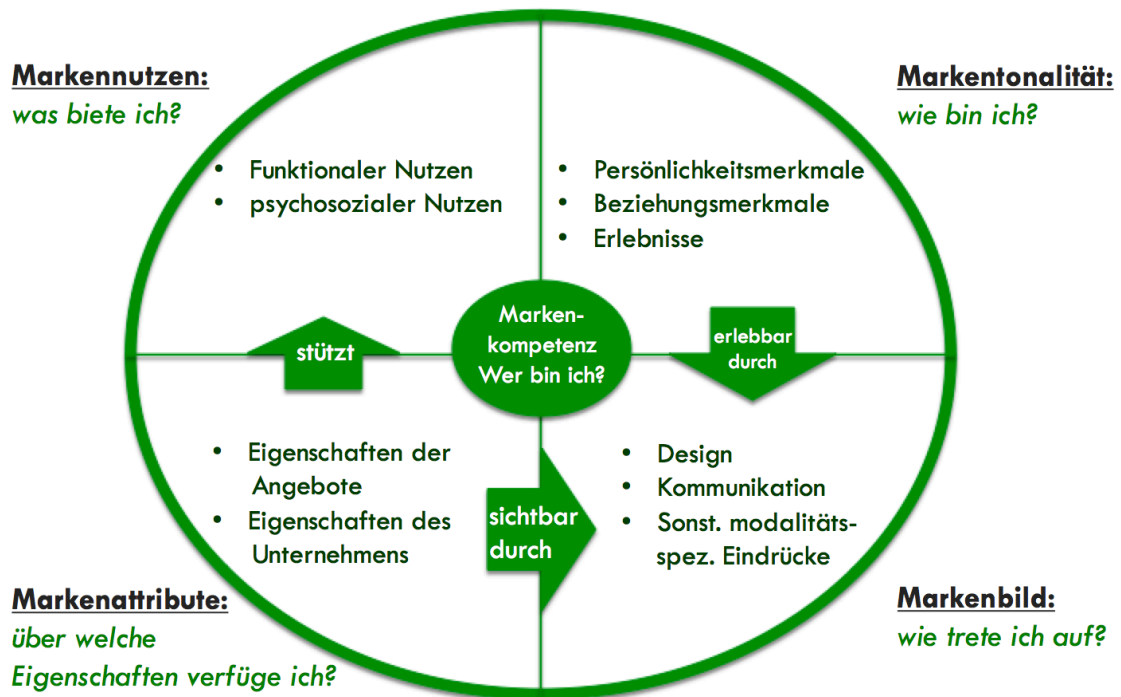 Markennutzen:
was biete ich?
Markentonalität:
wie bin ich?
• Funktionaler Nutzen
• psychosozialer Nutzen
• Persönlichkeitsmerkmale
• Beziehungsmerkmale
• Erlebnisse
stützt
Marken-
kompetenz
Wer bin ich?
erlebbar
durch
• Eigenschaften der
Angebote
• Eigenschaften des
Unternehmens
sichtbar
durch
• Design
• Kommunikation
• Sonst. modalitäts-
spez. Eindrücke
Markenattribute:
über welche
Eigenschaften verfüge ich?
Markenbild:
wie trete ich auf?